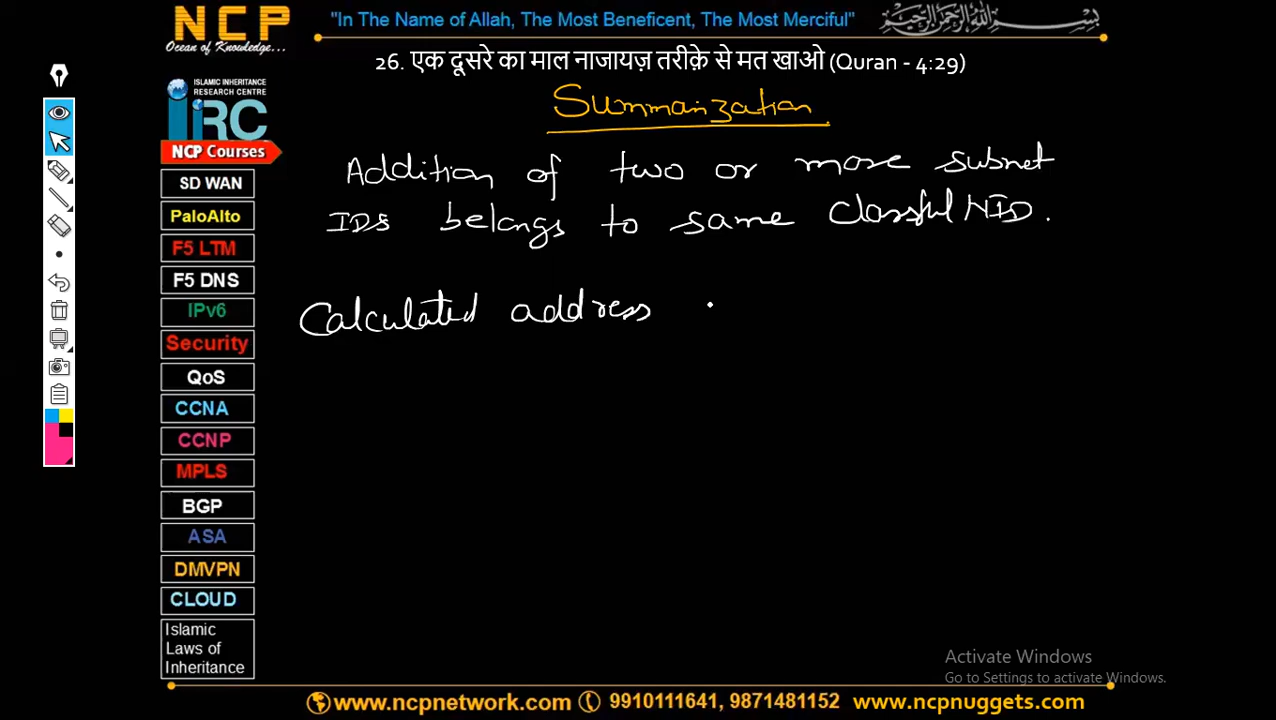 NCP
Ocean of Knowledge...
"In The Name of Allah, The Most Beneficent, The Most Merciful"
بِسْمِ اللَّهِ الرَّحْمَٰنِ الرَّحِيمِ
26. एक दूसरे का माल नाजायज़ तरीक़े से मत खाओ (Quran - 4:29)
ISLAMIC INHERITANCE
RESEARCH CENTRE
IRC
NCP Courses
SD WAN
PaloAlto
F5 LTM
F5 DNS
IPv6
Security
QoS
CCNA
CCNP
MPLS
BGP
ASA
DMVPN
CLOUD
Islamic
Laws of
Inheritance
Summarization
Addition of two or more subnet
IDS belongs to same Classful NID.
Calculated address
Activate Windows
Go to Settings to activate Windows.
www.ncpnetwork.com 9910111641, 9871481152 www.ncpnuggets.com